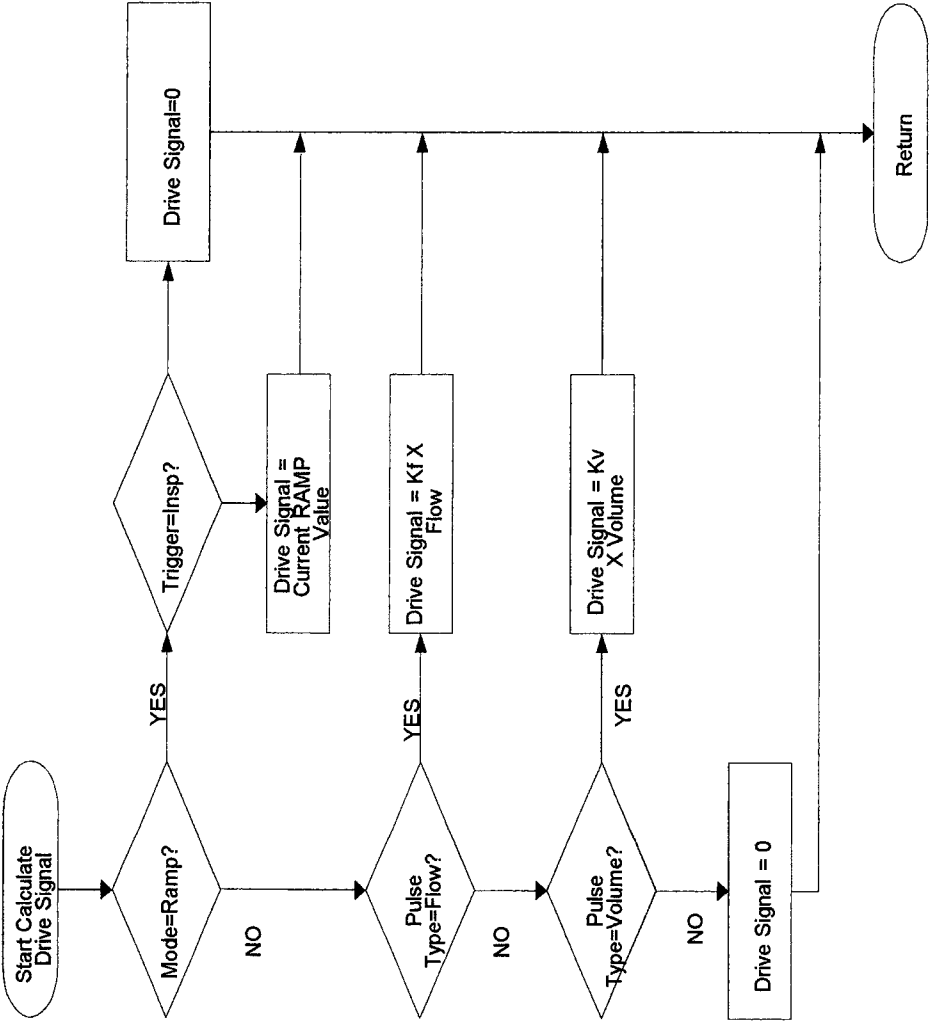 Start Calculate
Drive Signal
Mode=Ramp?
YES
Trigger=Insp?
Drive Signal=0
Drive Signal =
Current RAMP
Value
NO
Pulse
Type=Flow?
YES
Drive Signal = Kf X
Flow
NO
Pulse
Type=Volume?
YES
Drive Signal = Kv
X Volume
NO
Drive Signal = 0
Return